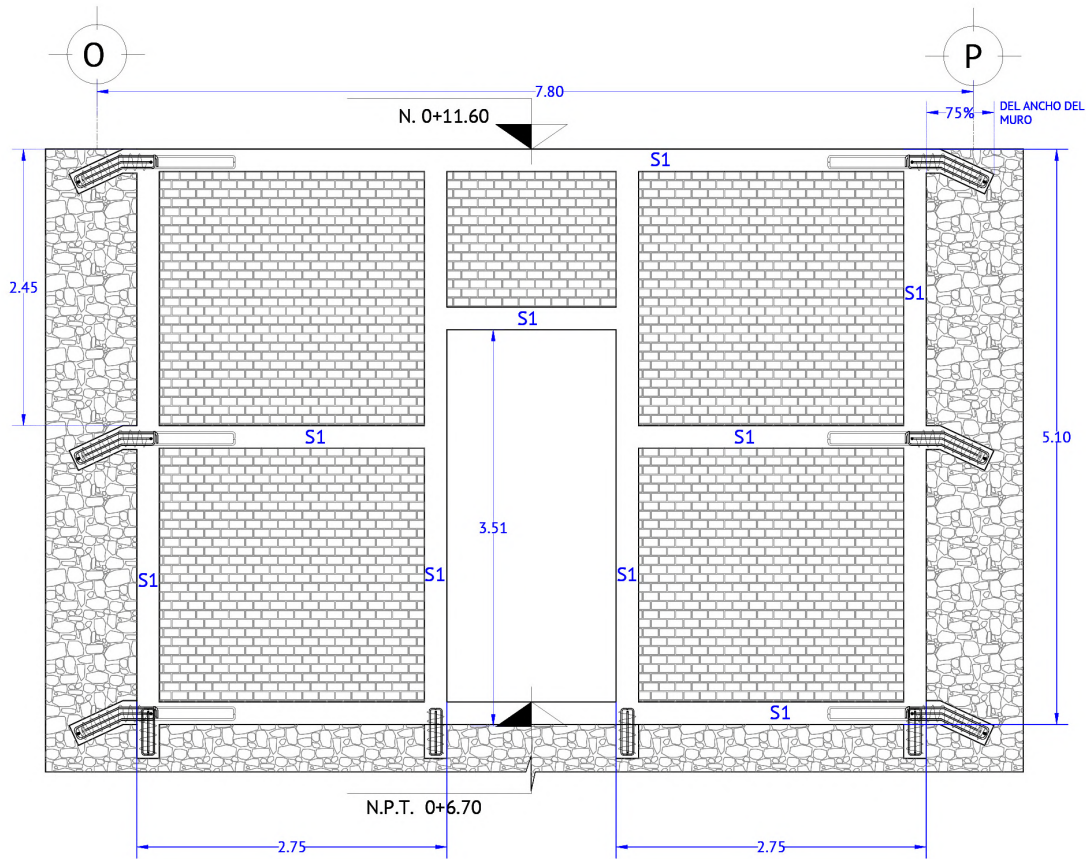 O
P
7.80
75%
DEL ANCHO DEL
MURO
N. 0+11.60
S1
2.45
S1
S1
S1
S1
5.10
3.51
S1
S1
S1
S1
N.P.T. 0+6.70
2.75
2.75